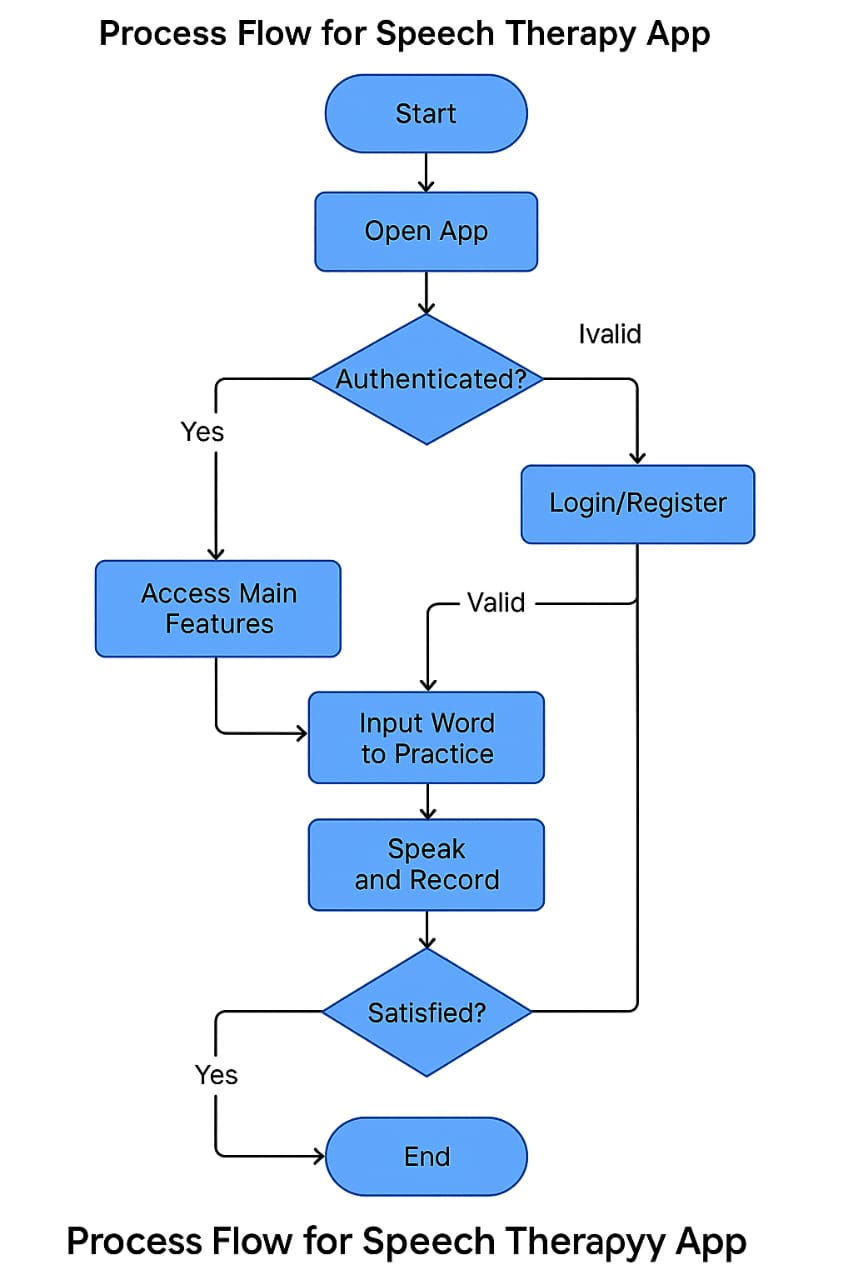 Process Flow for Speech Therapy App
Start
Open App
Authenticated?
Ivalid
Yes
Login/Register
Access Main
Features
Valid
Input Word
to Practice
Speak
and Record
Satisfied?
Yes
End
Process Flow for Speech Therapyy App